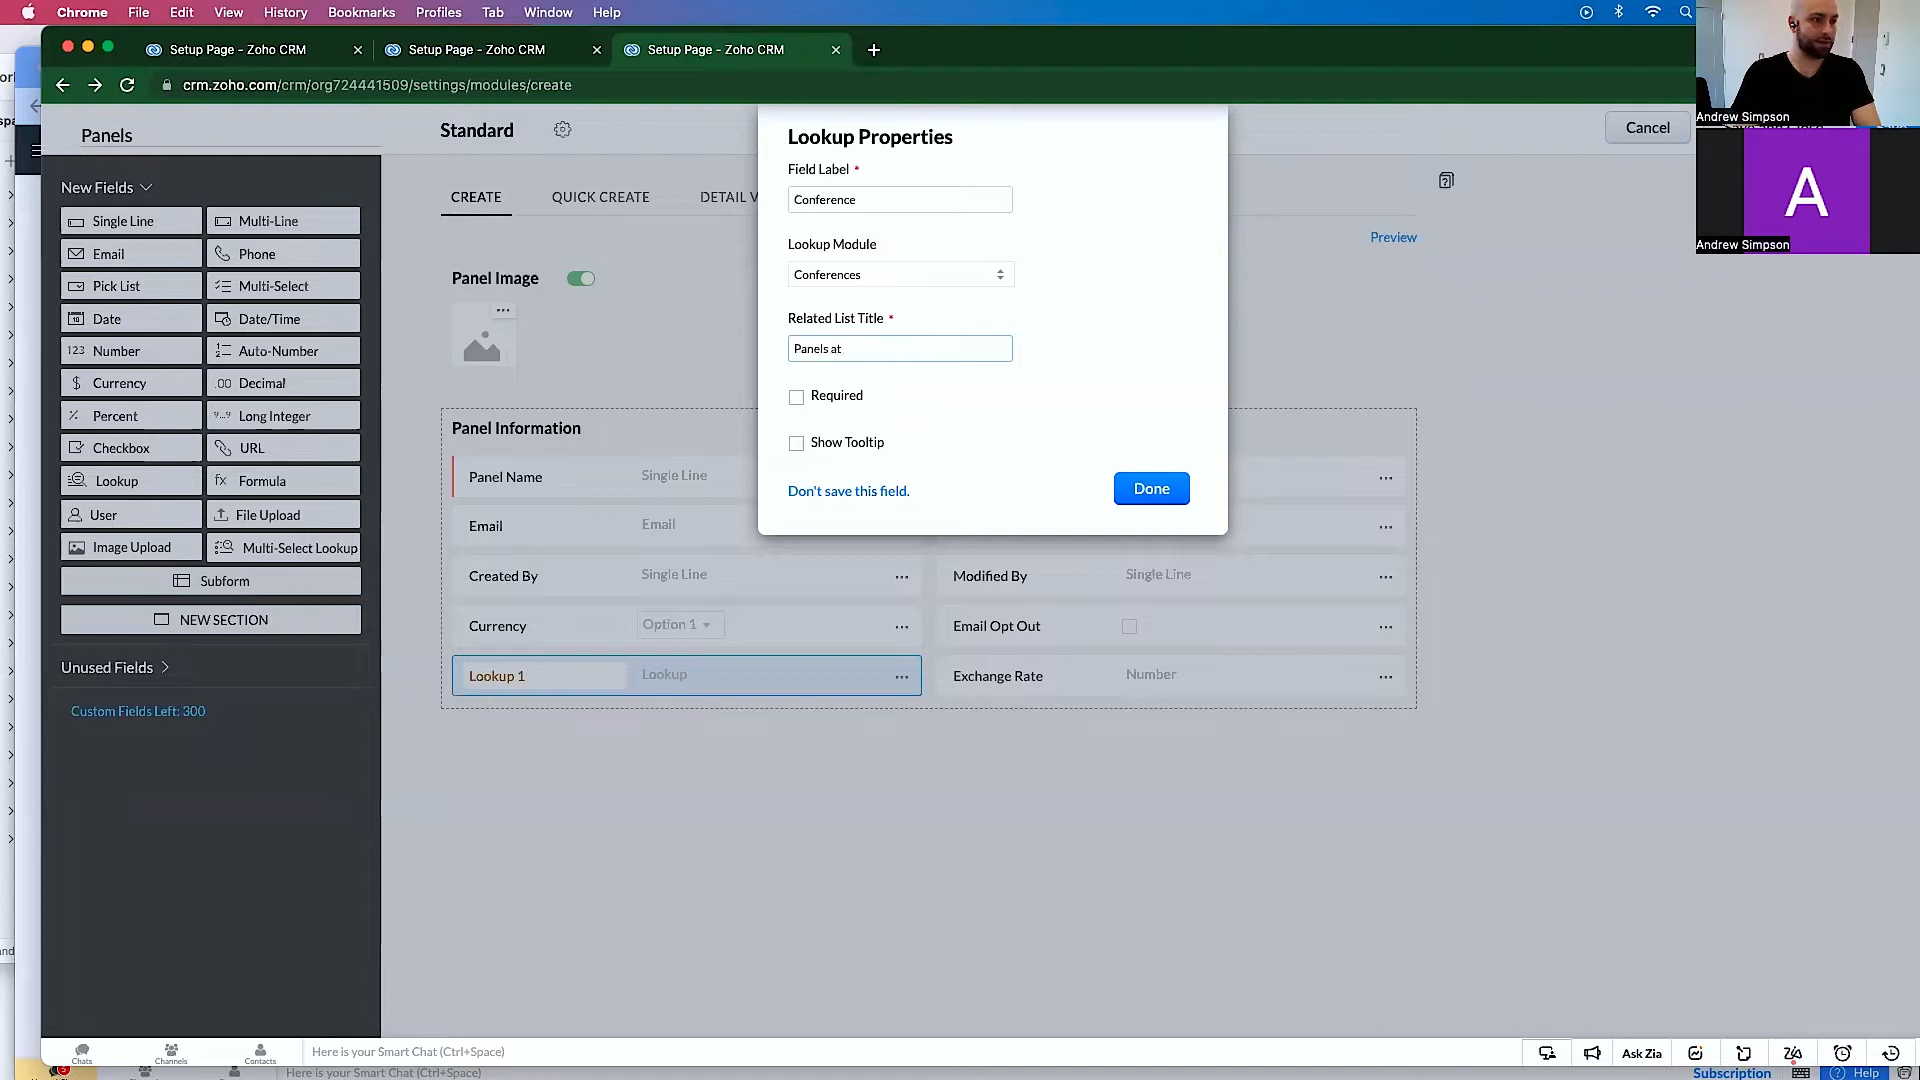 Chrome File Edit View History Bookmarks Profiles Tab Window Help
Setup Page - Zoho CRM
Setup Page - Zoho CRM
Setup Page - Zoho CRM
crm.zoho.com/crm/org724441509/settings/modules/create
Andrew Simpson
A
Andrew Simpson
Panels
Standard
Cancel
New Fields
Single Line
Multi-Line
Email
Phone
Pick List
Multi-Select
Date
Date/Time
123 Number
Auto-Number
$ Currency
.00 Decimal
Percent
Long Integer
Checkbox
URL
Lookup
fx Formula
User
File Upload
Image Upload
Multi-Select Lookup
Subform
NEW SECTION
Unused Fields
Custom Fields Left: 300
CREATE
QUICK CREATE
DETAIL V
Preview
Panel Image
Panel Information
Panel Name Single Line
Email Email
Created By Single Line
Modified By Single Line
Currency Option 1
Email Opt Out
Lookup 1 Lookup
Exchange Rate Number
Lookup Properties
Field Label *
Conference
Lookup Module
Conferences
Related List Title *
Panels at
Required
Show Tooltip
Don't save this field.
Done
Chats
Channels
Contacts
Here is your Smart Chat (Ctrl+Space)
Ask Zia
Here is your Smart Chat (Ctrl+Space)
Subscription
Help